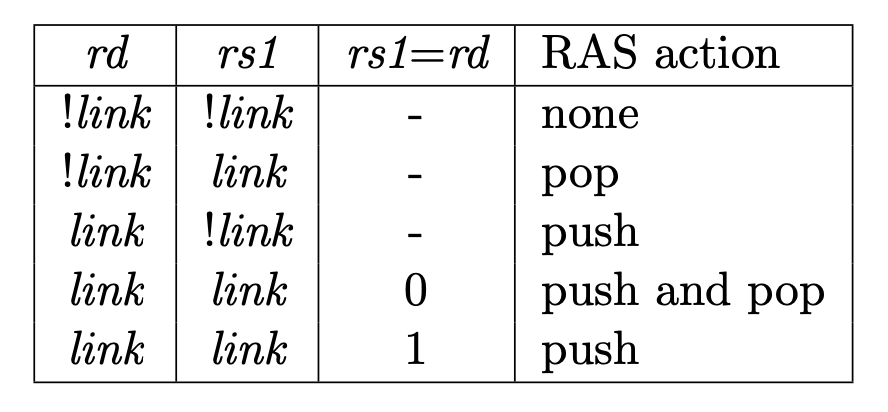 rd rs1 rs1=rd RAS action
!link !link - none
!link link - pop
link !link - push
link link 0 push and pop
link link 1 push